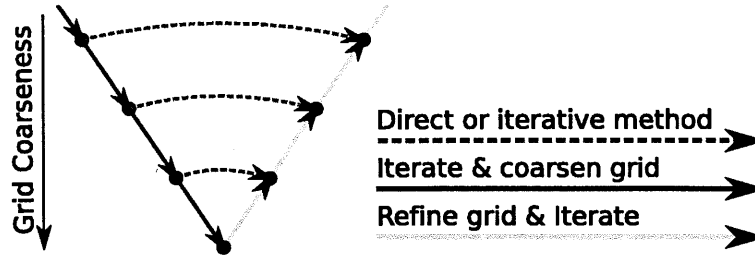 Grid Coarseness
Direct or iterative method
Iterate & coarsen grid
Refine grid & Iterate